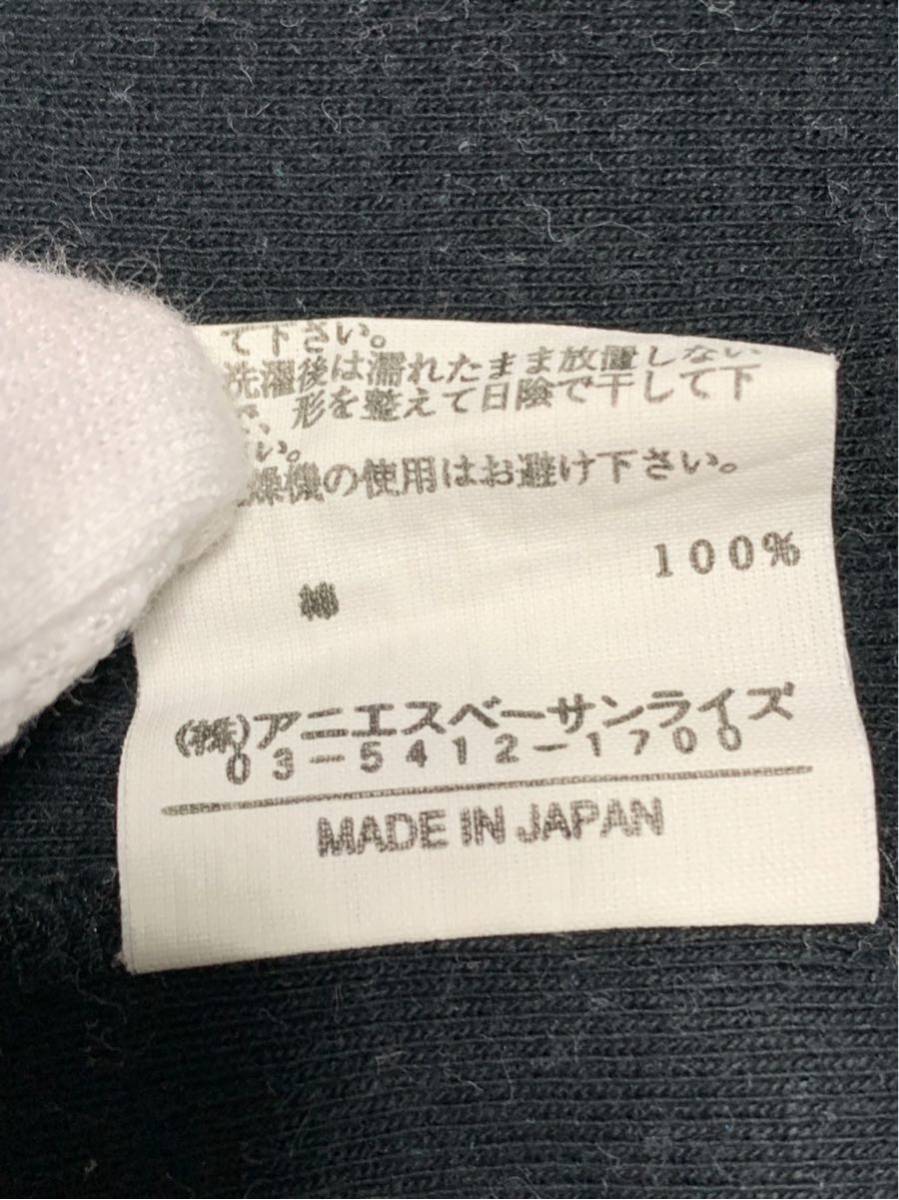 て下さい。
洗濯後は濡れたまま放置しない
で、形を整えて日陰で干して下
さい。
燥機の使用はお避け下さい。
綿 100%
(株)アニエスベーサンライズ
03-5412-1700
MADE IN JAPAN